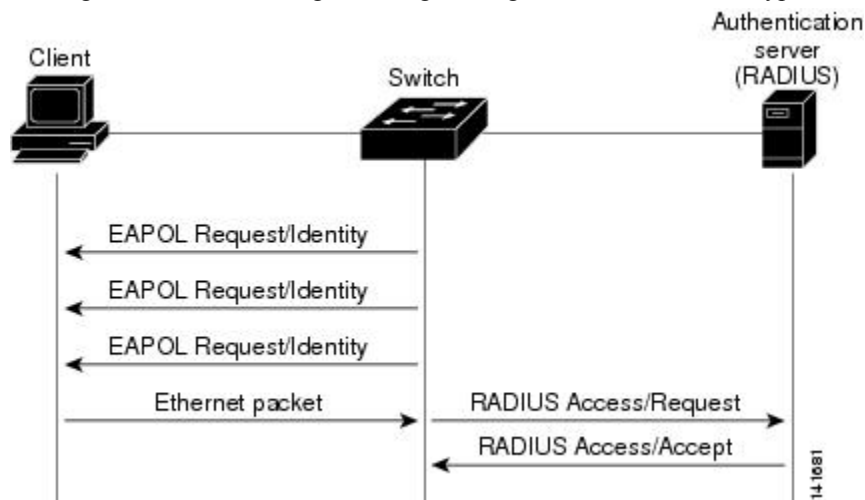 Client
Switch
Authentication
server
(RADIUS)
EAPOL Request/Identity
EAPOL Request/Identity
EAPOL Request/Identity
Ethernet packet
RADIUS Access/Request
RADIUS Access/Accept
141681